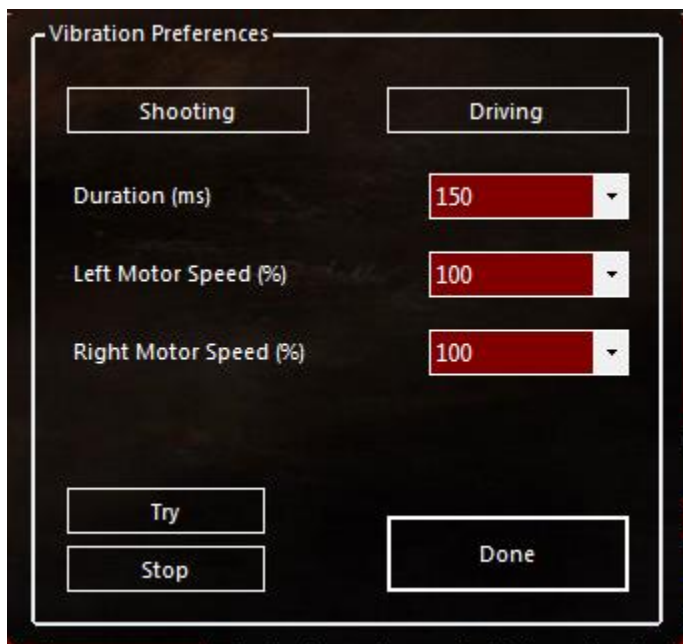 Vibration Preferences
Shooting Driving
Duration (ms) 150
Left Motor Speed (%) 100
Right Motor Speed (%) 100
Try
Done
Stop